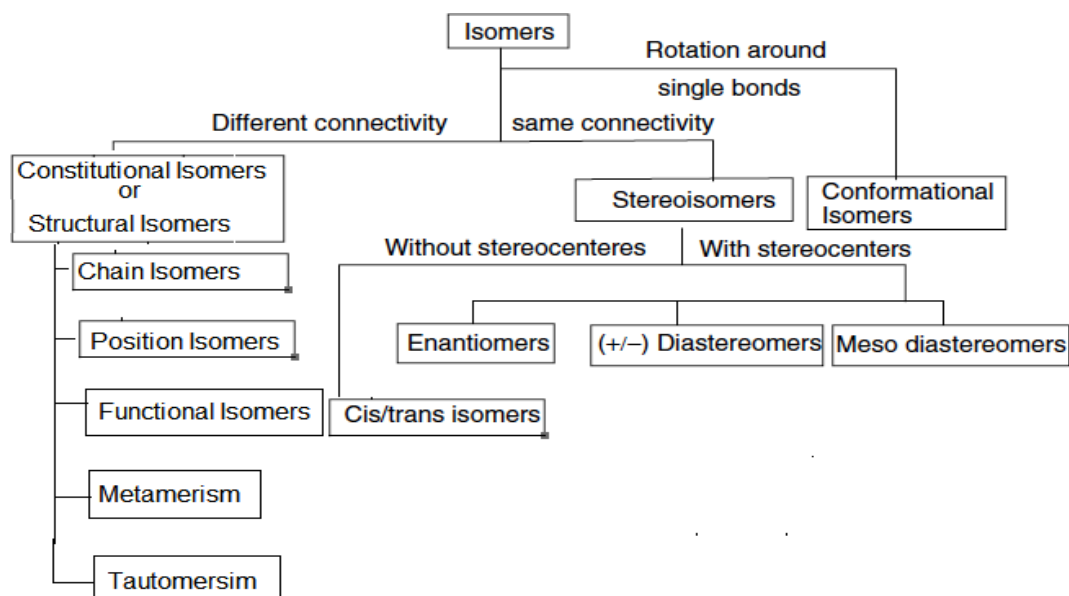 Isomers
Rotation around
single bonds
Different connectivity
same connectivity
Constitutional Isomers
or
Structural Isomers
Stereoisomers
Conformational
Isomers
Without stereocenteres
With stereocenters
Chain Isomers
Position Isomers
Enantiomers
(+/−) Diastereomers
Meso diastereomers
Functional Isomers
Cis/trans isomers
Metamerism
Tautomersim